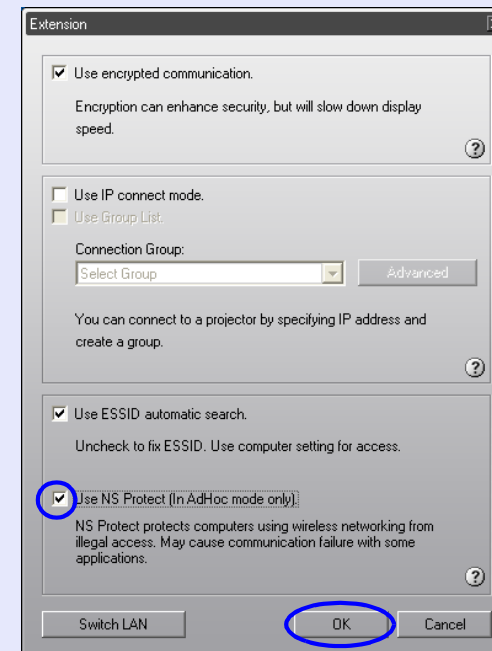 Extension
Use encrypted communication.
Encryption can enhance security, but will slow down display
speed.
?
Use IP connect mode.
Use Group List.
Connection Group:
Select Group
Advanced
You can connect to a projector by specifying IP address and
create a group.
?
Use ESSID automatic search.
Uncheck to fix ESSID. Use computer setting for access.
Use NS Protect (In AdHoc mode only).
NS Protect protects computers using wireless networking from
illegal access. May cause communication failure with some
applications.
?
Switch LAN
OK
Cancel